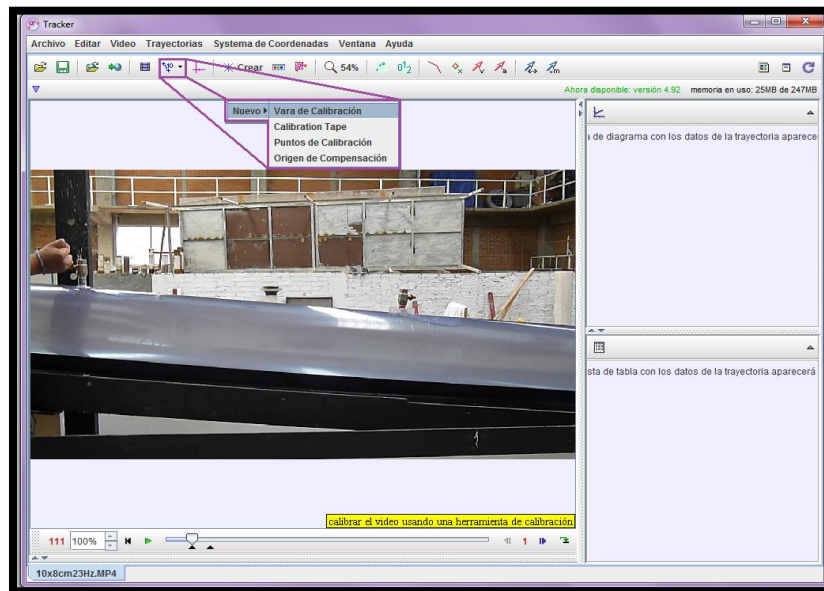 Tracker
Archivo Editar Video Trayectorias Systema de Coordenadas Ventana Ayuda
Crear 54%
Ahora disponible: versión 4.92 memoria en uso: 25MB de 247MB
Nuevo Vara de Calibración
Calibration Tape
Puntos de Calibración
Origen de Compensación
de diagrama con los datos de la trayectoria aparece
sta de tabla con los datos de la trayectoria aparecerá
calibrar el video usando una herramienta de calibración
111 100% 1
10x8cm23Hz.MP4